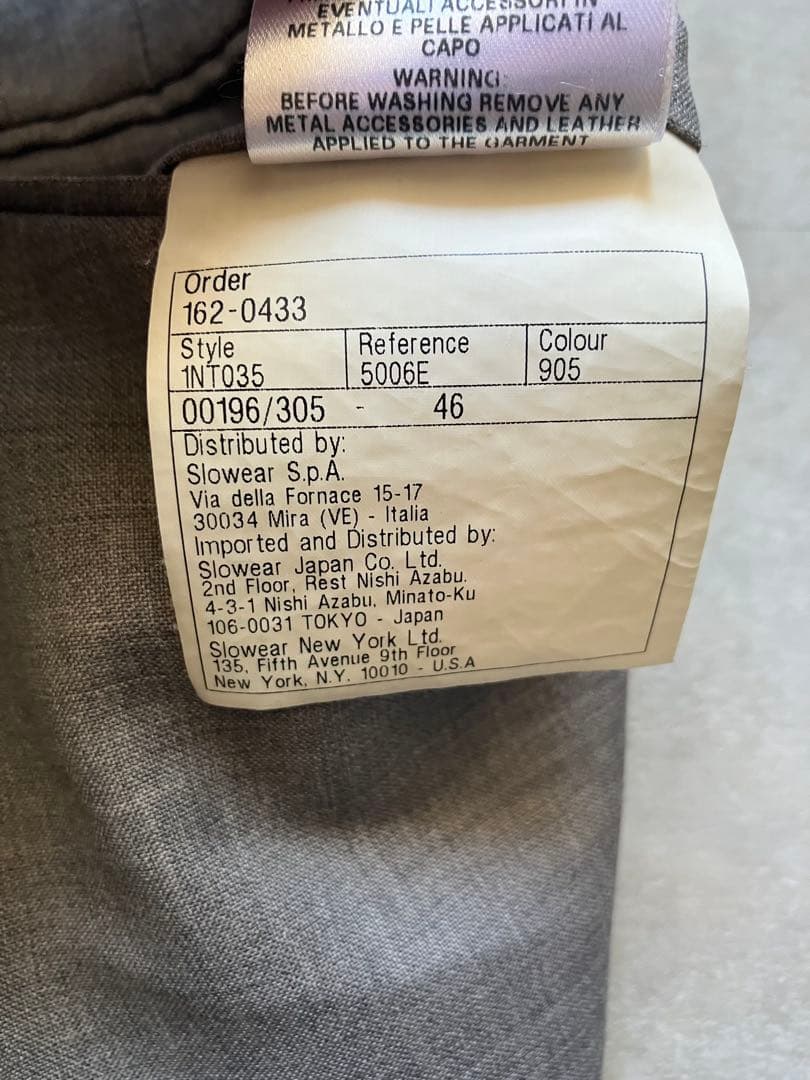 EVENTUALI ACCESSORI IN
METALLO E PELLE APPLICATI AL
CAPO
WARNING:
BEFORE WASHING REMOVE ANY
METAL ACCESSORIES AND LEATHER
APPLIED TO THE GARMENT
Order
162-0433
Style Reference Colour
1NT035 5006E 905
00196/305 - 46
Distributed by:
Slowear S.p.A.
Via della Fornace 15-17
30034 Mira (VE) - Italia
Imported and Distributed by:
Slowear Japan Co. Ltd.
2nd Floor, Rest Nishi Azabu.
4-3-1 Nishi Azabu, Minato-Ku
106-0031 TOKYO - Japan
Slowear New York Ltd.
135, Fifth Avenue 9th Floor
New York, N.Y. 10010 - U.S.A